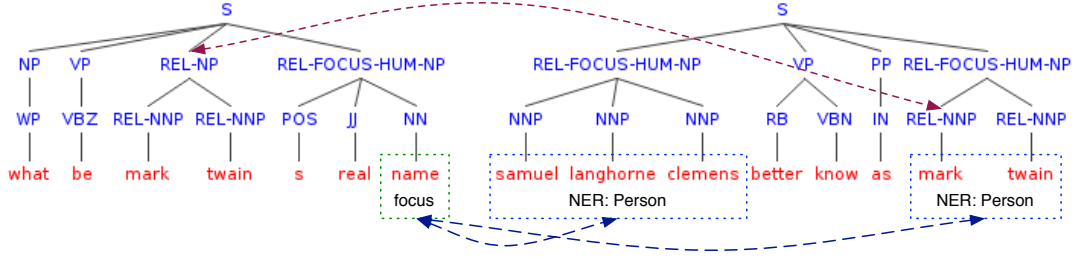 S S
NP VP REL-NP REL-FOCUS-HUM-NP REL-FOCUS-HUM-NP VP PP REL-FOCUS-HUM-NP
WP VBZ REL-NNP REL-NNP POS JJ NN NNP NNP NNP RB VBN IN REL-NNP REL-NNP
what be mark twain s real name samuel langhorne clemens better know as mark twain
focus NER: Person NER: Person